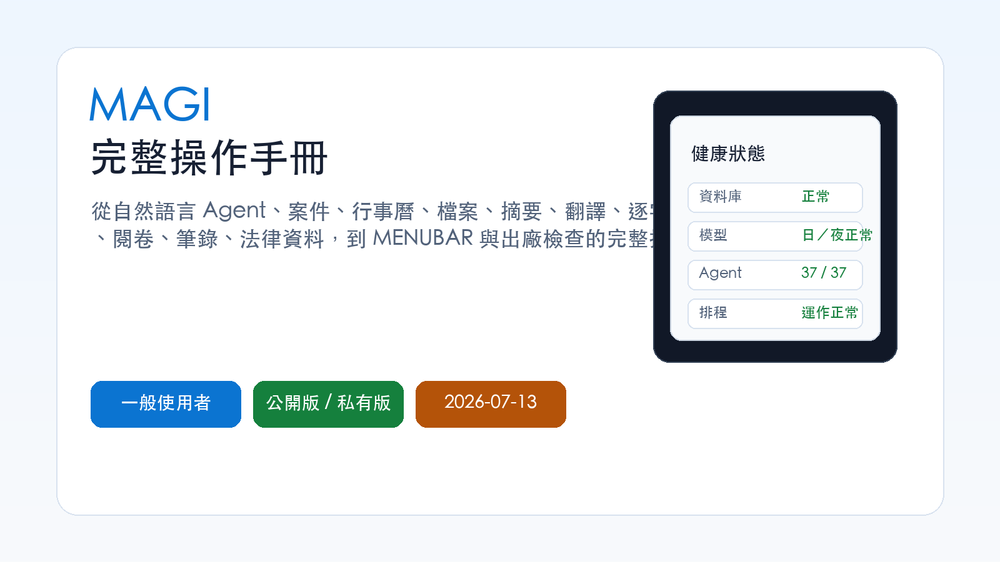 MAGI
完整操作手冊
從自然語言 Agent、案件、行事曆、檔案、摘要、翻譯、逐
、閱卷、筆錄、法律資料，到 MENUBAR 與出廠檢查的完整
一般使用者
公開版 / 私有版
2026-07-13
健康狀態
資料庫 正常
模型 日／夜正常
Agent 37 / 37
排程 運作正常